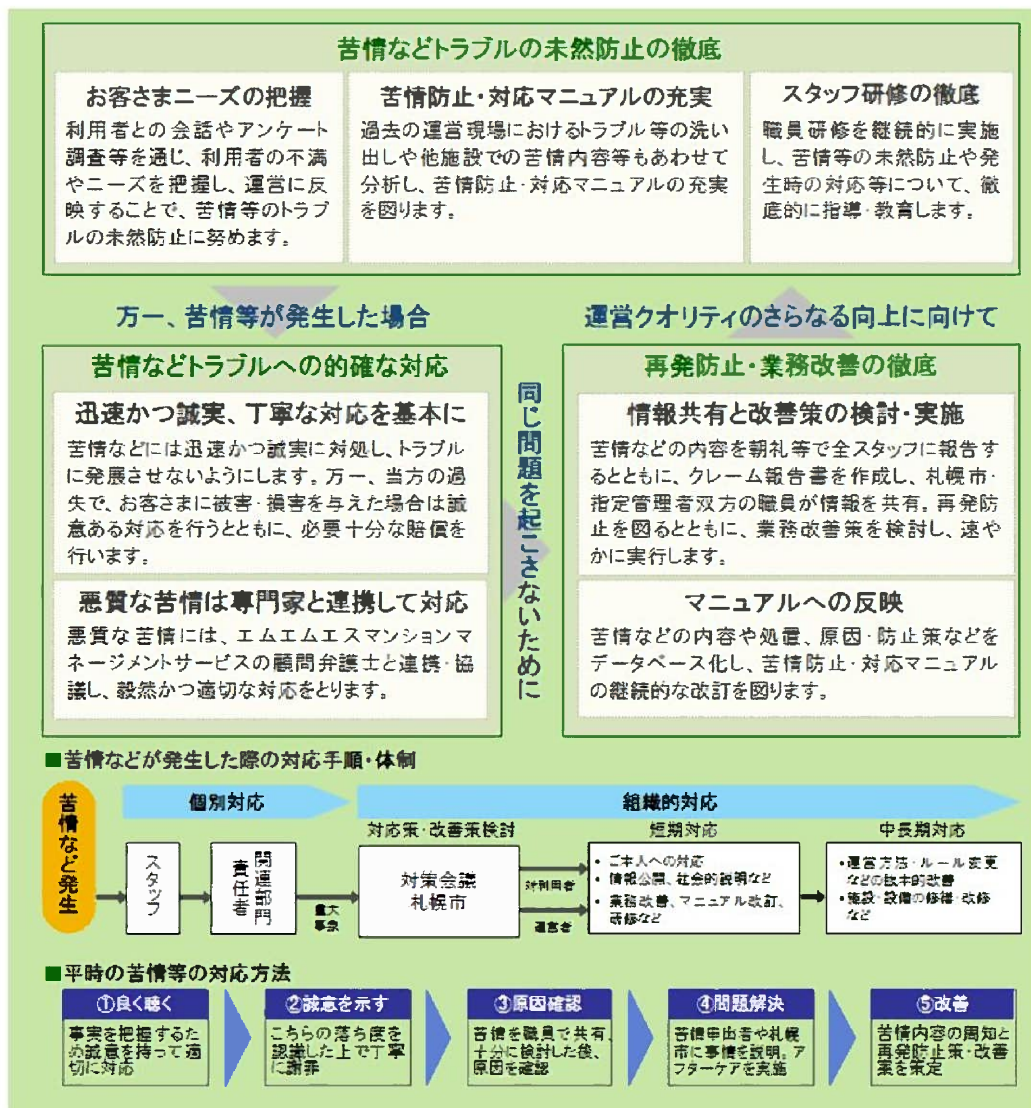 苦情などトラブルの未然防止の徹底
お客さまニーズの把握
利用者との会話やアンケート
調査等を通じ、利用者の不満
やニーズを把握し、運営に反
映することで、苦情等のトラブ
ルの未然防止に努めます。
苦情防止・対応マニュアルの充実
過去の運営現場におけるトラブル等の洗い
出しや他施設での苦情内容等もあわせて
分析し、苦情防止・対応マニュアルの充実
を図ります。
スタッフ研修の徹底
職員研修を継続的に実施
し、苦情等の未然防止や発
生時の対応等について、徹
底的に指導・教育します。
万一、苦情等が発生した場合
運営クオリティのさらなる向上に向けて
苦情などトラブルへの的確な対応
迅速かつ誠実、丁寧な対応を基本に
苦情などには迅速かつ誠実に対処し、トラブル
に発展させないようにします。万一、当方の過
失で、お客さまに被害・損害を与えた場合は誠
意ある対応を行うとともに、必要十分な賠償を
行います。
悪質な苦情は専門家と連携して対応
悪質な苦情には、エムエムエスマンションマ
ネージメントサービスの顧問弁護士と連携・協
議し、毅然かつ適切な対応をとります。
同じ問題を起こさないために
再発防止・業務改善の徹底
情報共有と改善策の検討・実施
苦情などの内容を朝礼等で全スタッフに報告す
るとともに、クレーム報告書を作成し、札幌市・
指定管理者双方の職員が情報を共有。再発防
止を図るとともに、業務改善策を検討し、速や
かに実行します。
マニュアルへの反映
苦情などの内容や処置、原因・防止策などを
データベース化し、苦情防止・対応マニュアル
の継続的な改訂を図ります。
■苦情などが発生した際の対応手順・体制
苦情など発生
個別対応
組織的対応
スタッフ
関連部門
責任者
重大
事象
対応策・改善策検討
対策会議
札幌市
対利用者
運営者
短期対応
・ご本人への対応
・情報公開、社会的説明など
・業務改善、マニュアル改訂、
研修など
中長期対応
・運営方法・ルール変更
などの抜本的改善
・施設・設備の修繕・改修
など
■平時の苦情等の対応方法
①良く聴く
事実を把握するた
め誠意を持って適
切に対応
②誠意を示す
こちらの落ち度を
認識した上で丁寧
に謝罪
③原因確認
苦情を職員で共有、
十分に検討した後、
原因を確認
④問題解決
苦情申出者や札幌
市に事情を説明。ア
フターケアを実施
⑤改善
苦情内容の周知と
再発防止策・改善
案を策定